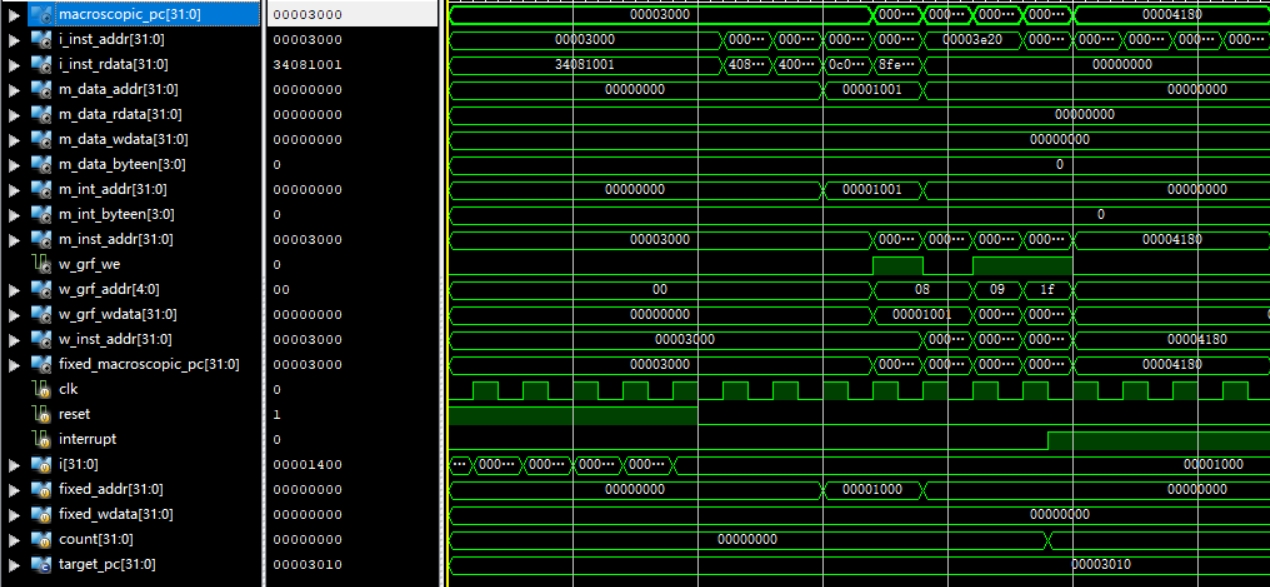 macroscopic_pc[31:0] 00003000 00003000 000··· 000··· 000··· 000··· 00004180
i_inst_addr[31:0] 00003000 00003000 000··· 000··· 000··· 000··· 00003e20 000··· 000··· 000··· 000··· 000···
i_inst_rdata[31:0] 34081001 34081001 408··· 400··· 0c0··· 8fe··· 00000000
m_data_addr[31:0] 00000000 00000000 00001001 00000000
m_data_rdata[31:0] 00000000 00000000
m_data_wdata[31:0] 00000000 00000000
m_data_byteen[3:0] 0 0
m_int_addr[31:0] 00000000 00000000 00001001 00000000
m_int_byteen[3:0] 0 0
m_inst_addr[31:0] 00003000 00003000 000··· 000··· 000··· 000··· 00004180
w_grf_we 0
w_grf_addr[4:0] 00 00 08 09 1f
w_grf_wdata[31:0] 00000000 00000000 00001001 000··· 000···
w_inst_addr[31:0] 00003000 00003000 000··· 000··· 000··· 00004180
fixed_macroscopic_pc[31:0] 00003000 00003000 000··· 000··· 000··· 000··· 00004180
clk 0
reset 1
interrupt 0
i[31:0] 00001400 ··· 000··· 000··· 000··· 000··· 00001000
fixed_addr[31:0] 00000000 00000000 00001000 00000000
fixed_wdata[31:0] 00000000 00000000
count[31:0] 00000000 00000000
target_pc[31:0] 00003010 00003010